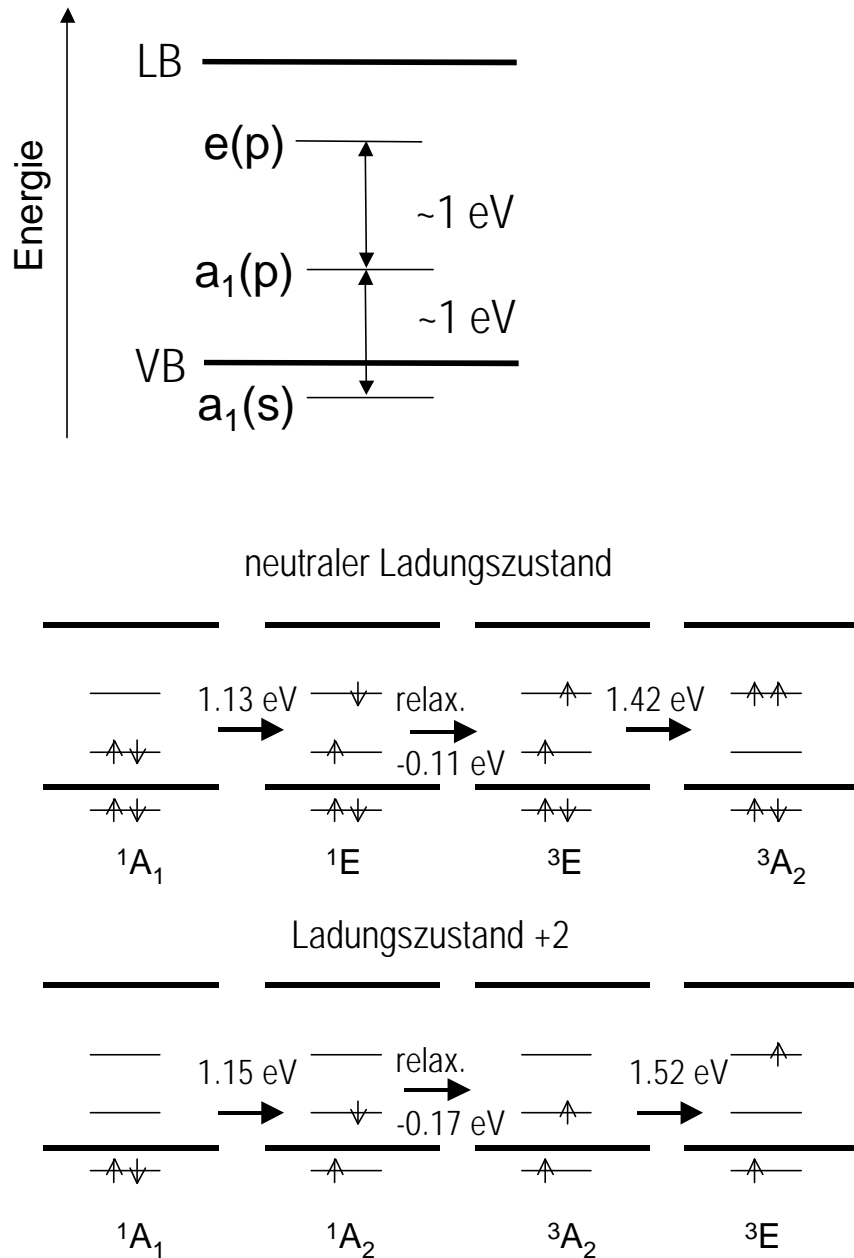 LB
e(p)
~1 eV
a₁(p)
~1 eV
VB
a₁(s)
Energie
neutraler Ladungszustand
1.13 eV
relax.
-0.11 eV
1.42 eV
¹A₁ ¹E ³E ³A₂
Ladungszustand +2
1.15 eV
relax.
-0.17 eV
1.52 eV
¹A₁ ¹A₂ ³A₂ ³E